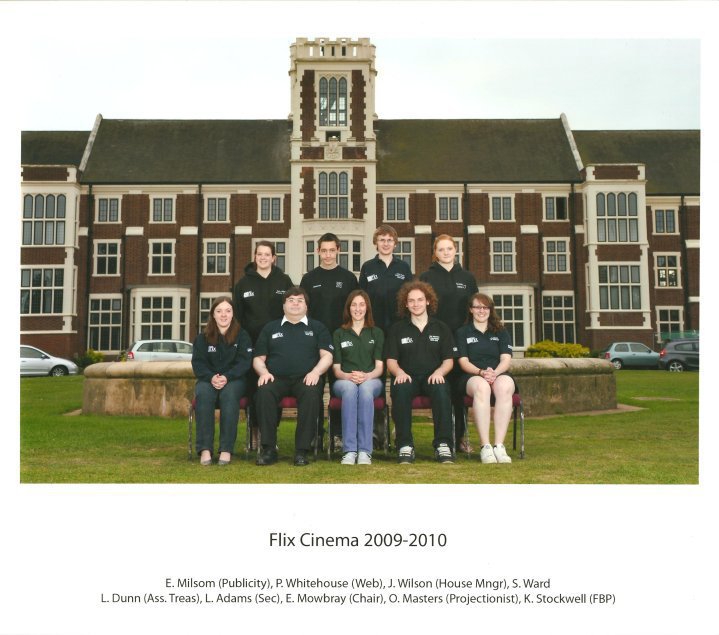 Flix Cinema 2009-2010
E. Milsom (Publicity), P. Whitehouse (Web), J. Wilson (House Mngr), S. Ward
L. Dunn (Ass. Treas), L. Adams (Sec), E. Mowbray (Chair), O. Masters (Projectionist), K. Stockwell (FBP)